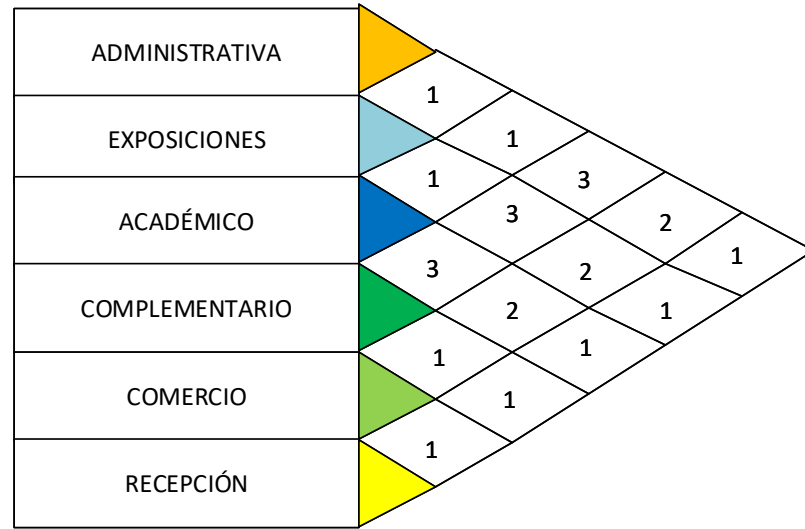 ADMINISTRATIVA
EXPOSICIONES
ACADÉMICO
COMPLEMENTARIO
COMERCIO
RECEPCIÓN
1
1
3
1
3
2
3
2
1
2
1
1
1
1
1